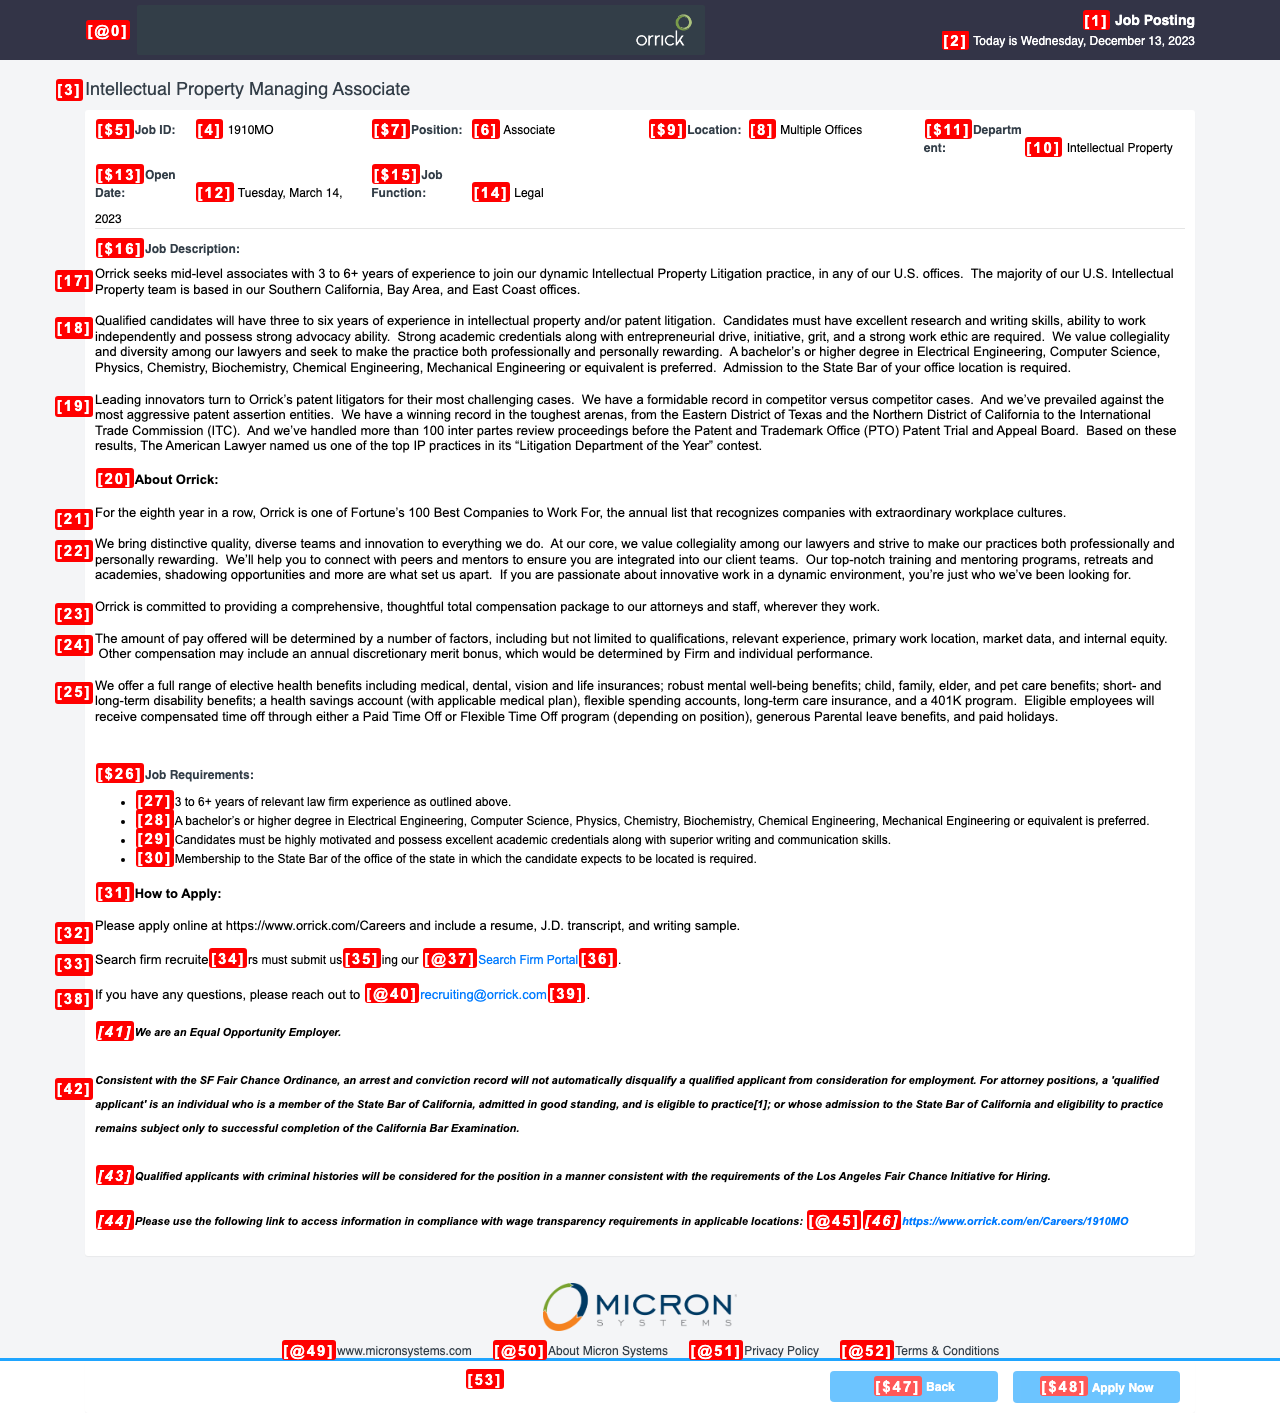 [@0] orrick [1] Job Posting
[2] Today is Wednesday, December 13, 2023
[3] Intellectual Property Managing Associate
[$5] Job ID: [4] 1910MO [$7] Position: [6] Associate [$9] Location: [8] Multiple Offices [$11] Departm
ent: [10] Intellectual Property
[$13] Open [$15] Job
Date: [12] Tuesday, March 14, Function: [14] Legal
2023
[$16] Job Description:
[17] Orrick seeks mid-level associates with 3 to 6+ years of experience to join our dynamic Intellectual Property Litigation practice, in any of our U.S. offices. The majority of our U.S. Intellectual
Property team is based in our Southern California, Bay Area, and East Coast offices.
[18] Qualified candidates will have three to six years of experience in intellectual property and/or patent litigation. Candidates must have excellent research and writing skills, ability to work
independently and possess strong advocacy ability. Strong academic credentials along with entrepreneurial drive, initiative, grit, and a strong work ethic are required. We value collegiality
and diversity among our lawyers and seek to make the practice both professionally and personally rewarding. A bachelor's or higher degree in Electrical Engineering, Computer Science,
Physics, Chemistry, Biochemistry, Chemical Engineering, Mechanical Engineering or equivalent is preferred. Admission to the State Bar of your office location is required.
[19] Leading innovators turn to Orrick's patent litigators for their most challenging cases. We have a formidable record in competitor versus competitor cases. And we've prevailed against the
most aggressive patent assertion entities. We have a winning record in the toughest arenas, from the Eastern District of Texas and the Northern District of California to the International
Trade Commission (ITC). And we've handled more than 100 inter partes review proceedings before the Patent and Trademark Office (PTO) Patent Trial and Appeal Board. Based on these
results, The American Lawyer named us one of the top IP practices in its "Litigation Department of the Year" contest.
[20] About Orrick:
[21] For the eighth year in a row, Orrick is one of Fortune's 100 Best Companies to Work For, the annual list that recognizes companies with extraordinary workplace cultures.
[22] We bring distinctive quality, diverse teams and innovation to everything we do. At our core, we value collegiality among our lawyers and strive to make our practices both professionally and
personally rewarding. We'll help you to connect with peers and mentors to ensure you are integrated into our client teams. Our top-notch training and mentoring programs, retreats and
academies, shadowing opportunities and more are what set us apart. If you are passionate about innovative work in a dynamic environment, you're just who we've been looking for.
[23] Orrick is committed to providing a comprehensive, thoughtful total compensation package to our attorneys and staff, wherever they work.
[24] The amount of pay offered will be determined by a number of factors, including but not limited to qualifications, relevant experience, primary work location, market data, and internal equity.
Other compensation may include an annual discretionary merit bonus, which would be determined by Firm and individual performance.
[25] We offer a full range of elective health benefits including medical, dental, vision and life insurances; robust mental well-being benefits; child, family, elder, and pet care benefits; short- and
long-term disability benefits; a health savings account (with applicable medical plan), flexible spending accounts, long-term care insurance, and a 401K program. Eligible employees will
receive compensated time off through either a Paid Time Off or Flexible Time Off program (depending on position), generous Parental leave benefits, and paid holidays.
[$26] Job Requirements:
• [27] 3 to 6+ years of relevant law firm experience as outlined above.
• [28] A bachelor's or higher degree in Electrical Engineering, Computer Science, Physics, Chemistry, Biochemistry, Chemical Engineering, Mechanical Engineering or equivalent is preferred.
• [29] Candidates must be highly motivated and possess excellent academic credentials along with superior writing and communication skills.
• [30] Membership to the State Bar of the office of the state in which the candidate expects to be located is required.
[31] How to Apply:
[32] Please apply online at https://www.orrick.com/Careers and include a resume, J.D. transcript, and writing sample.
[33] Search firm recruite[34]rs must submit us[35]ing our [@37] Search Firm Portal[36].
[38] If you have any questions, please reach out to [@40] recruiting@orrick.com[39].
[41] We are an Equal Opportunity Employer.
[42] Consistent with the SF Fair Chance Ordinance, an arrest and conviction record will not automatically disqualify a qualified applicant from consideration for employment. For attorney positions, a 'qualified
applicant' is an individual who is a member of the State Bar of California, admitted in good standing, and is eligible to practice[1]; or whose admission to the State Bar of California and eligibility to practice
remains subject only to successful completion of the California Bar Examination.
[43] Qualified applicants with criminal histories will be considered for the position in a manner consistent with the requirements of the Los Angeles Fair Chance Initiative for Hiring.
[44] Please use the following link to access information in compliance with wage transparency requirements in applicable locations: [@45] [46] https://www.orrick.com/en/Careers/1910MO
MICRON
SYSTEMS
[@49] www.micronsystems.com [@50] About Micron Systems [@51] Privacy Policy [@52] Terms & Conditions
[53] [$47] Back [$48] Apply Now